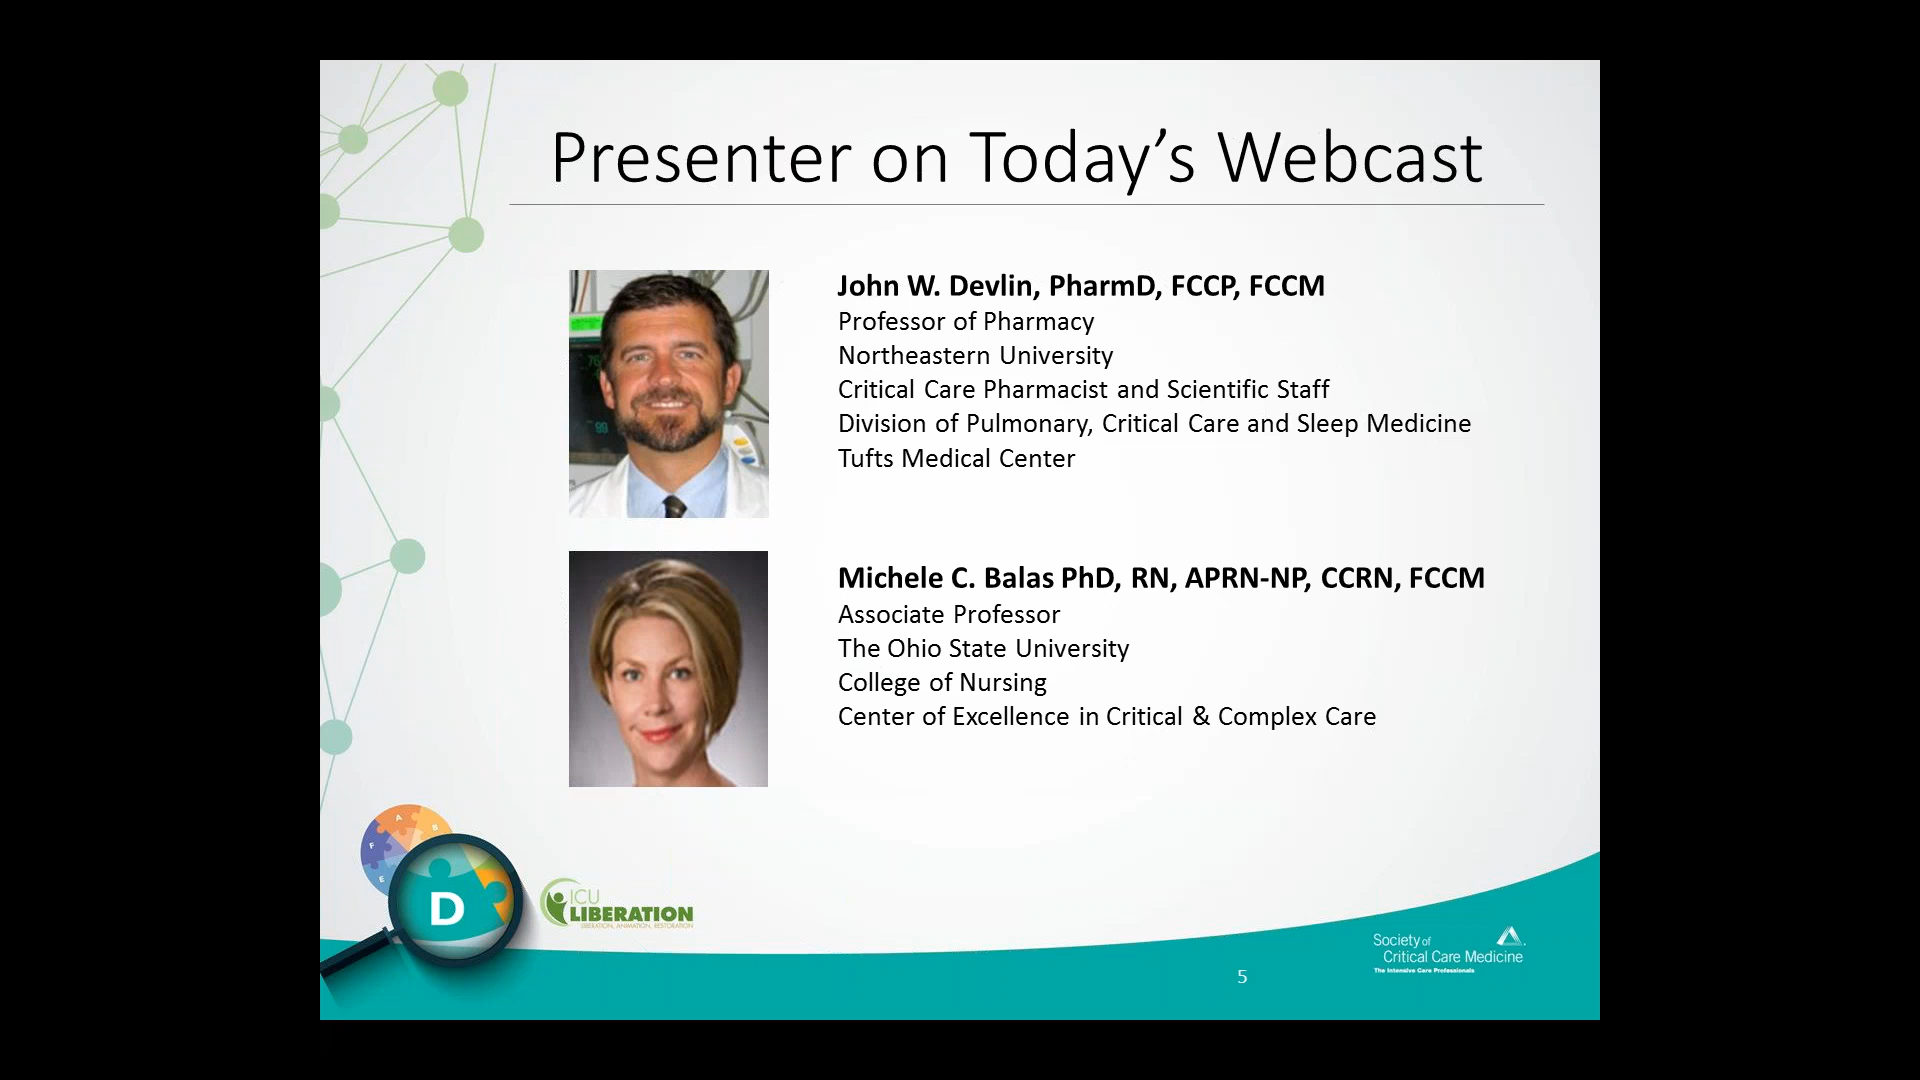 Presenter on Today’s Webcast
John W. Devlin, PharmD, FCCP, FCCM
Professor of Pharmacy
Northeastern University
Critical Care Pharmacist and Scientific Staff
Division of Pulmonary, Critical Care and Sleep Medicine
Tufts Medical Center
Michele C. Balas PhD, RN, APRN-NP, CCRN, FCCM
Associate Professor
The Ohio State University
College of Nursing
Center of Excellence in Critical & Complex Care
A
B
F
E
D
ICU
LIBERATION
LIBERATION, ANIMATION, RESTORATION
Society of
Critical Care Medicine
The Intensive Care Professionals
5